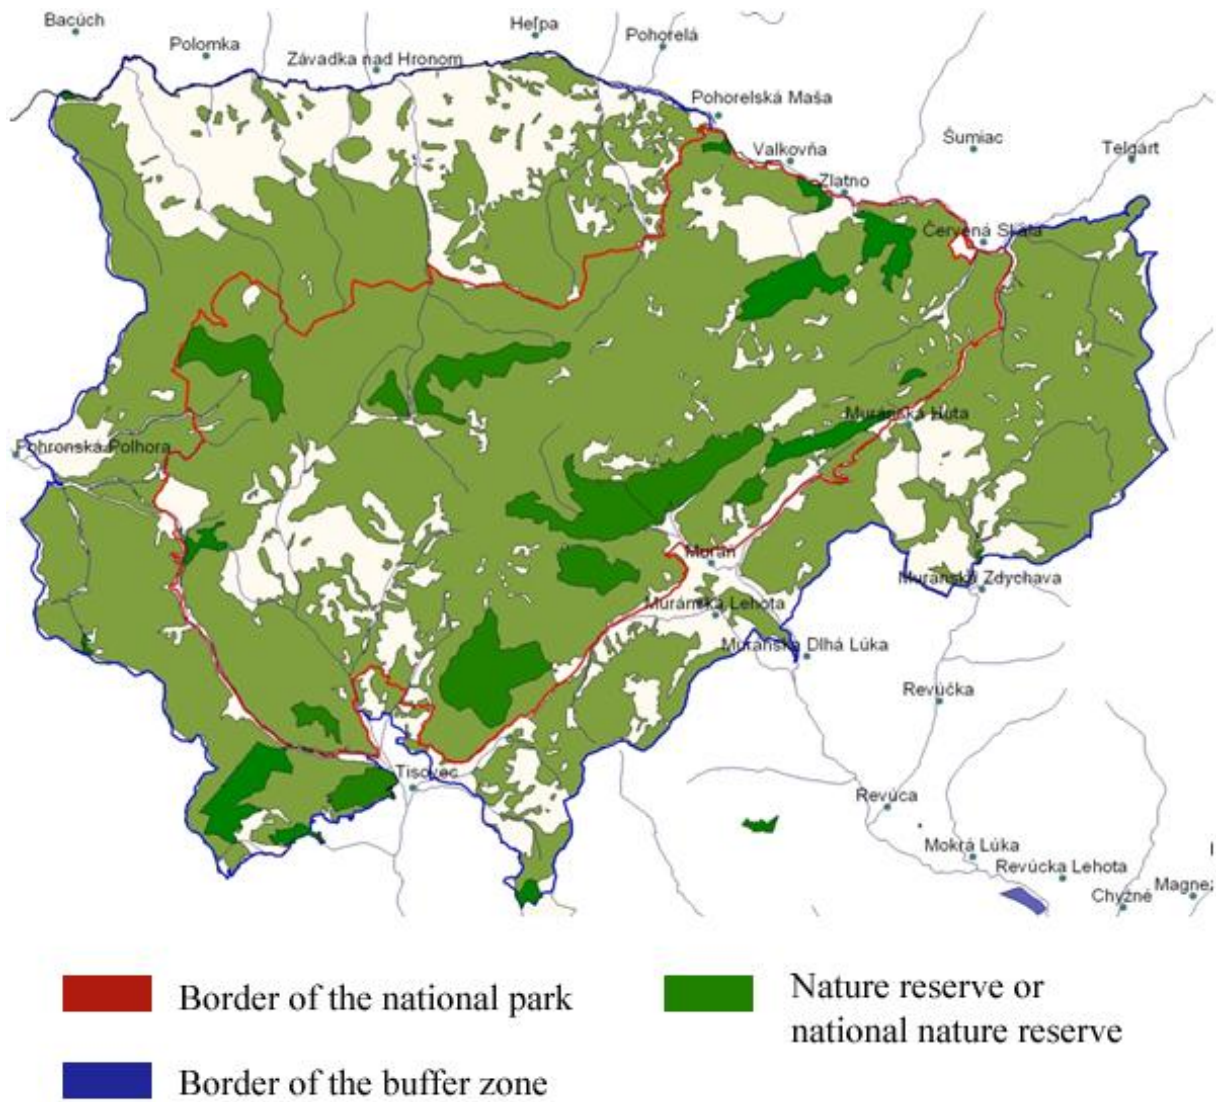 Bacúch
Polomka
Závadka nad Hronom
Heľpa
Pohorelá
Pohorelská Maša
Valkovňa
Zlatno
Šumiac
Telgárt
Červená Skala
Pohronská Polhora
Muránska Huta
Muráň
Muránska Zdychava
Muránska Lehota
Muránska Dlhá Lúka
Revúčka
Tisovec
Revúca
Mokrá Lúka
Revúcka Lehota
Chyžné
Border of the national park
Nature reserve or
national nature reserve
Border of the buffer zone